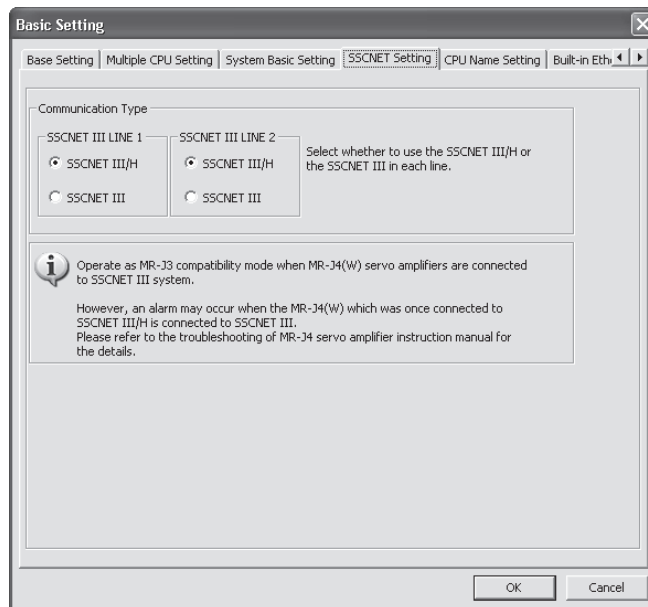 Basic Setting
Base Setting | Multiple CPU Setting | System Basic Setting | SSCNET Setting | CPU Name Setting | Built-in Eth
Communication Type
SSCNET III LINE 1
SSCNET III/H
SSCNET III
SSCNET III LINE 2
SSCNET III/H
SSCNET III
Select whether to use the SSCNET III/H or
the SSCNET III in each line.
Operate as MR-J3 compatibility mode when MR-J4(W) servo amplifiers are connected
to SSCNET III system.
However, an alarm may occur when the MR-J4(W) which was once connected to
SSCNET III/H is connected to SSCNET III.
Please refer to the troubleshooting of MR-J4 servo amplifier instruction manual for
the details.
OK
Cancel